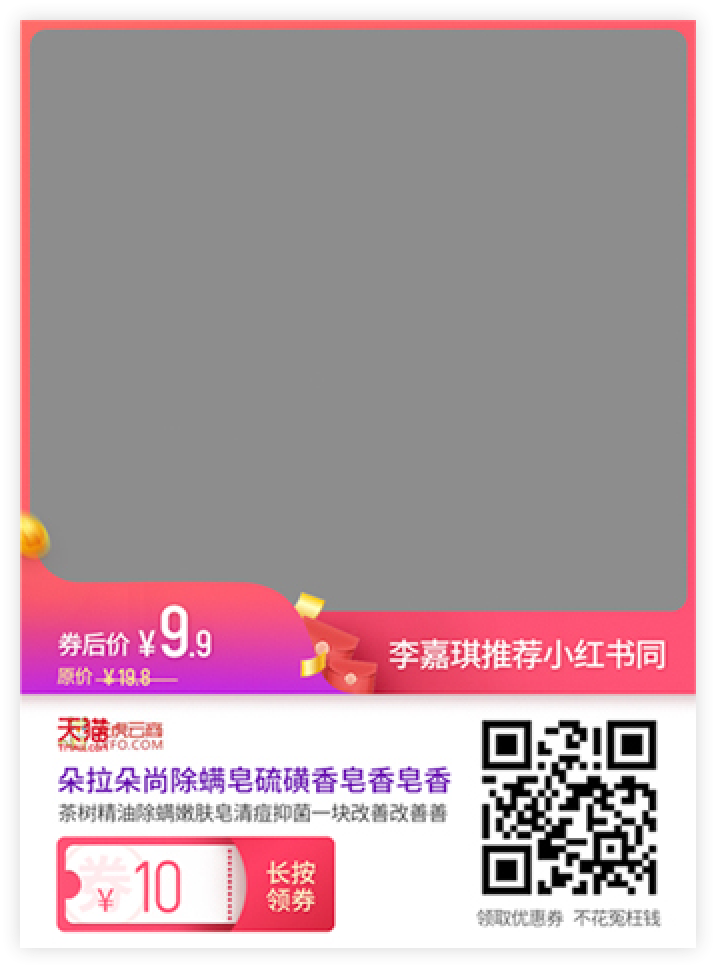 券后价 ¥9.9
原价 ¥19.8
李嘉琪推荐小红书同
天猫 虎云商
FO.COM
朵拉朵尚除螨皂硫磺香皂香皂香
茶树精油除螨嫩肤皂清痘抑菌一块改善改善善
券
¥10
长按
领券
领取优惠券 不花冤枉钱